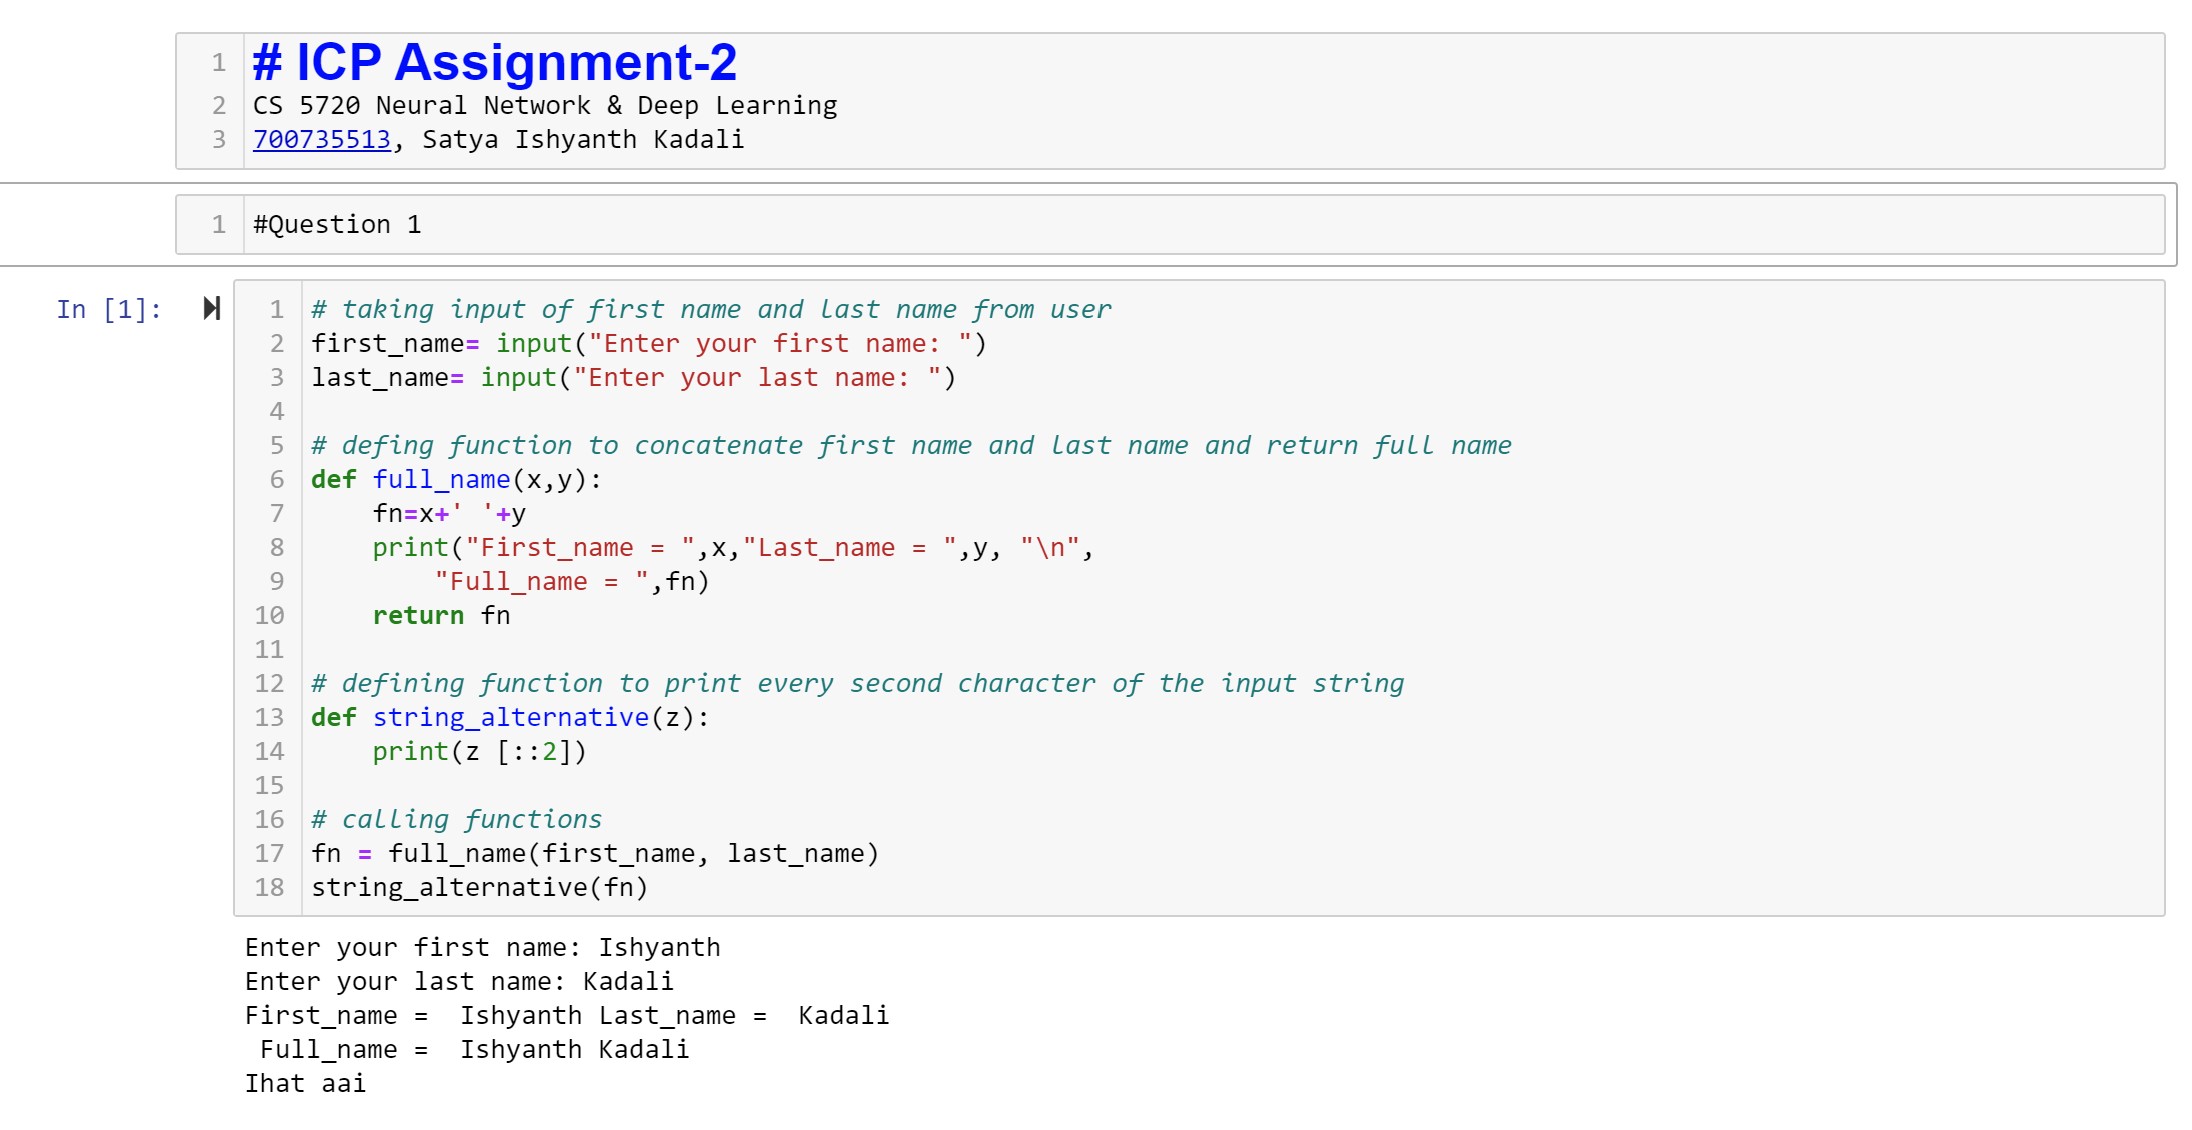 1 # ICP Assignment-2
2 CS 5720 Neural Network & Deep Learning
3 700735513, Satya Ishyanth Kadali
1 #Question 1
In [1]:
1 # taking input of first name and last name from user
2 first_name= input("Enter your first name: ")
3 last_name= input("Enter your last name: ")
4
5 # defing function to concatenate first name and last name and return full name
6 def full_name(x,y):
7     fn=x+' '+y
8     print("First_name = ",x,"Last_name = ",y, "\n",
9         "Full_name = ",fn)
10     return fn
11
12 # defining function to print every second character of the input string
13 def string_alternative(z):
14     print(z [::2])
15
16 # calling functions
17 fn = full_name(first_name, last_name)
18 string_alternative(fn)
Enter your first name: Ishyanth
Enter your last name: Kadali
First_name =  Ishyanth Last_name =  Kadali
 Full_name =  Ishyanth Kadali
Ihat aai